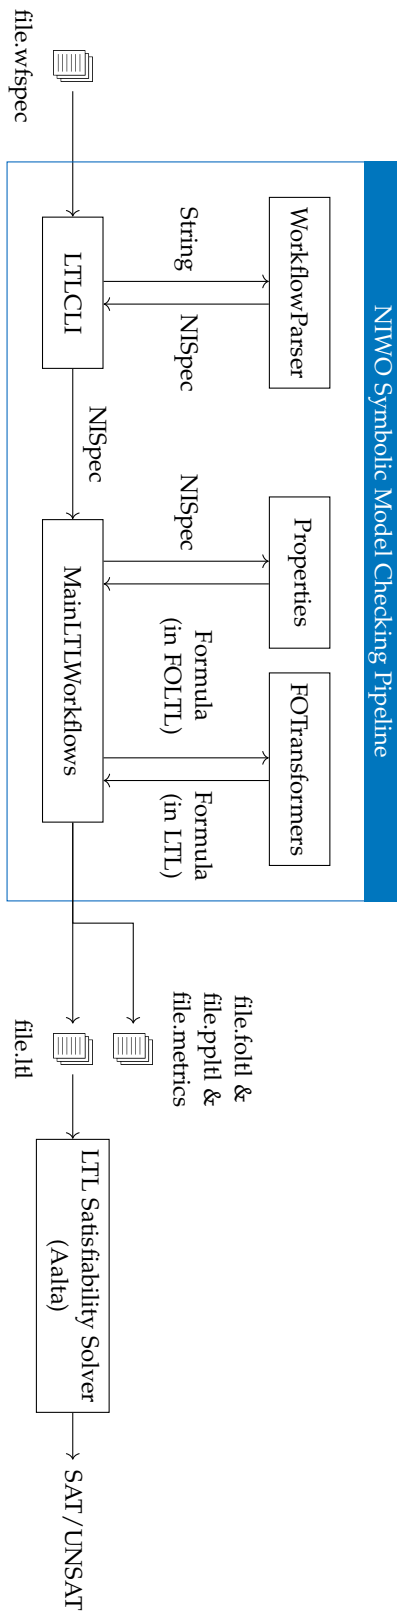 NIWO Symbolic Model Checking Pipeline
file.wfspec
LTLCLI
String
NISpec
WorkflowParser
NISpec
MainLTLWorkflows
NISpec
Properties
Formula
(in FOLTL)
FOTransformers
Formula
(in LTL)
file.foltl &
file.ppltl &
file.metrics
file.ltl
LTL Satisfiability Solver
(Aalta)
SAT/UNSAT